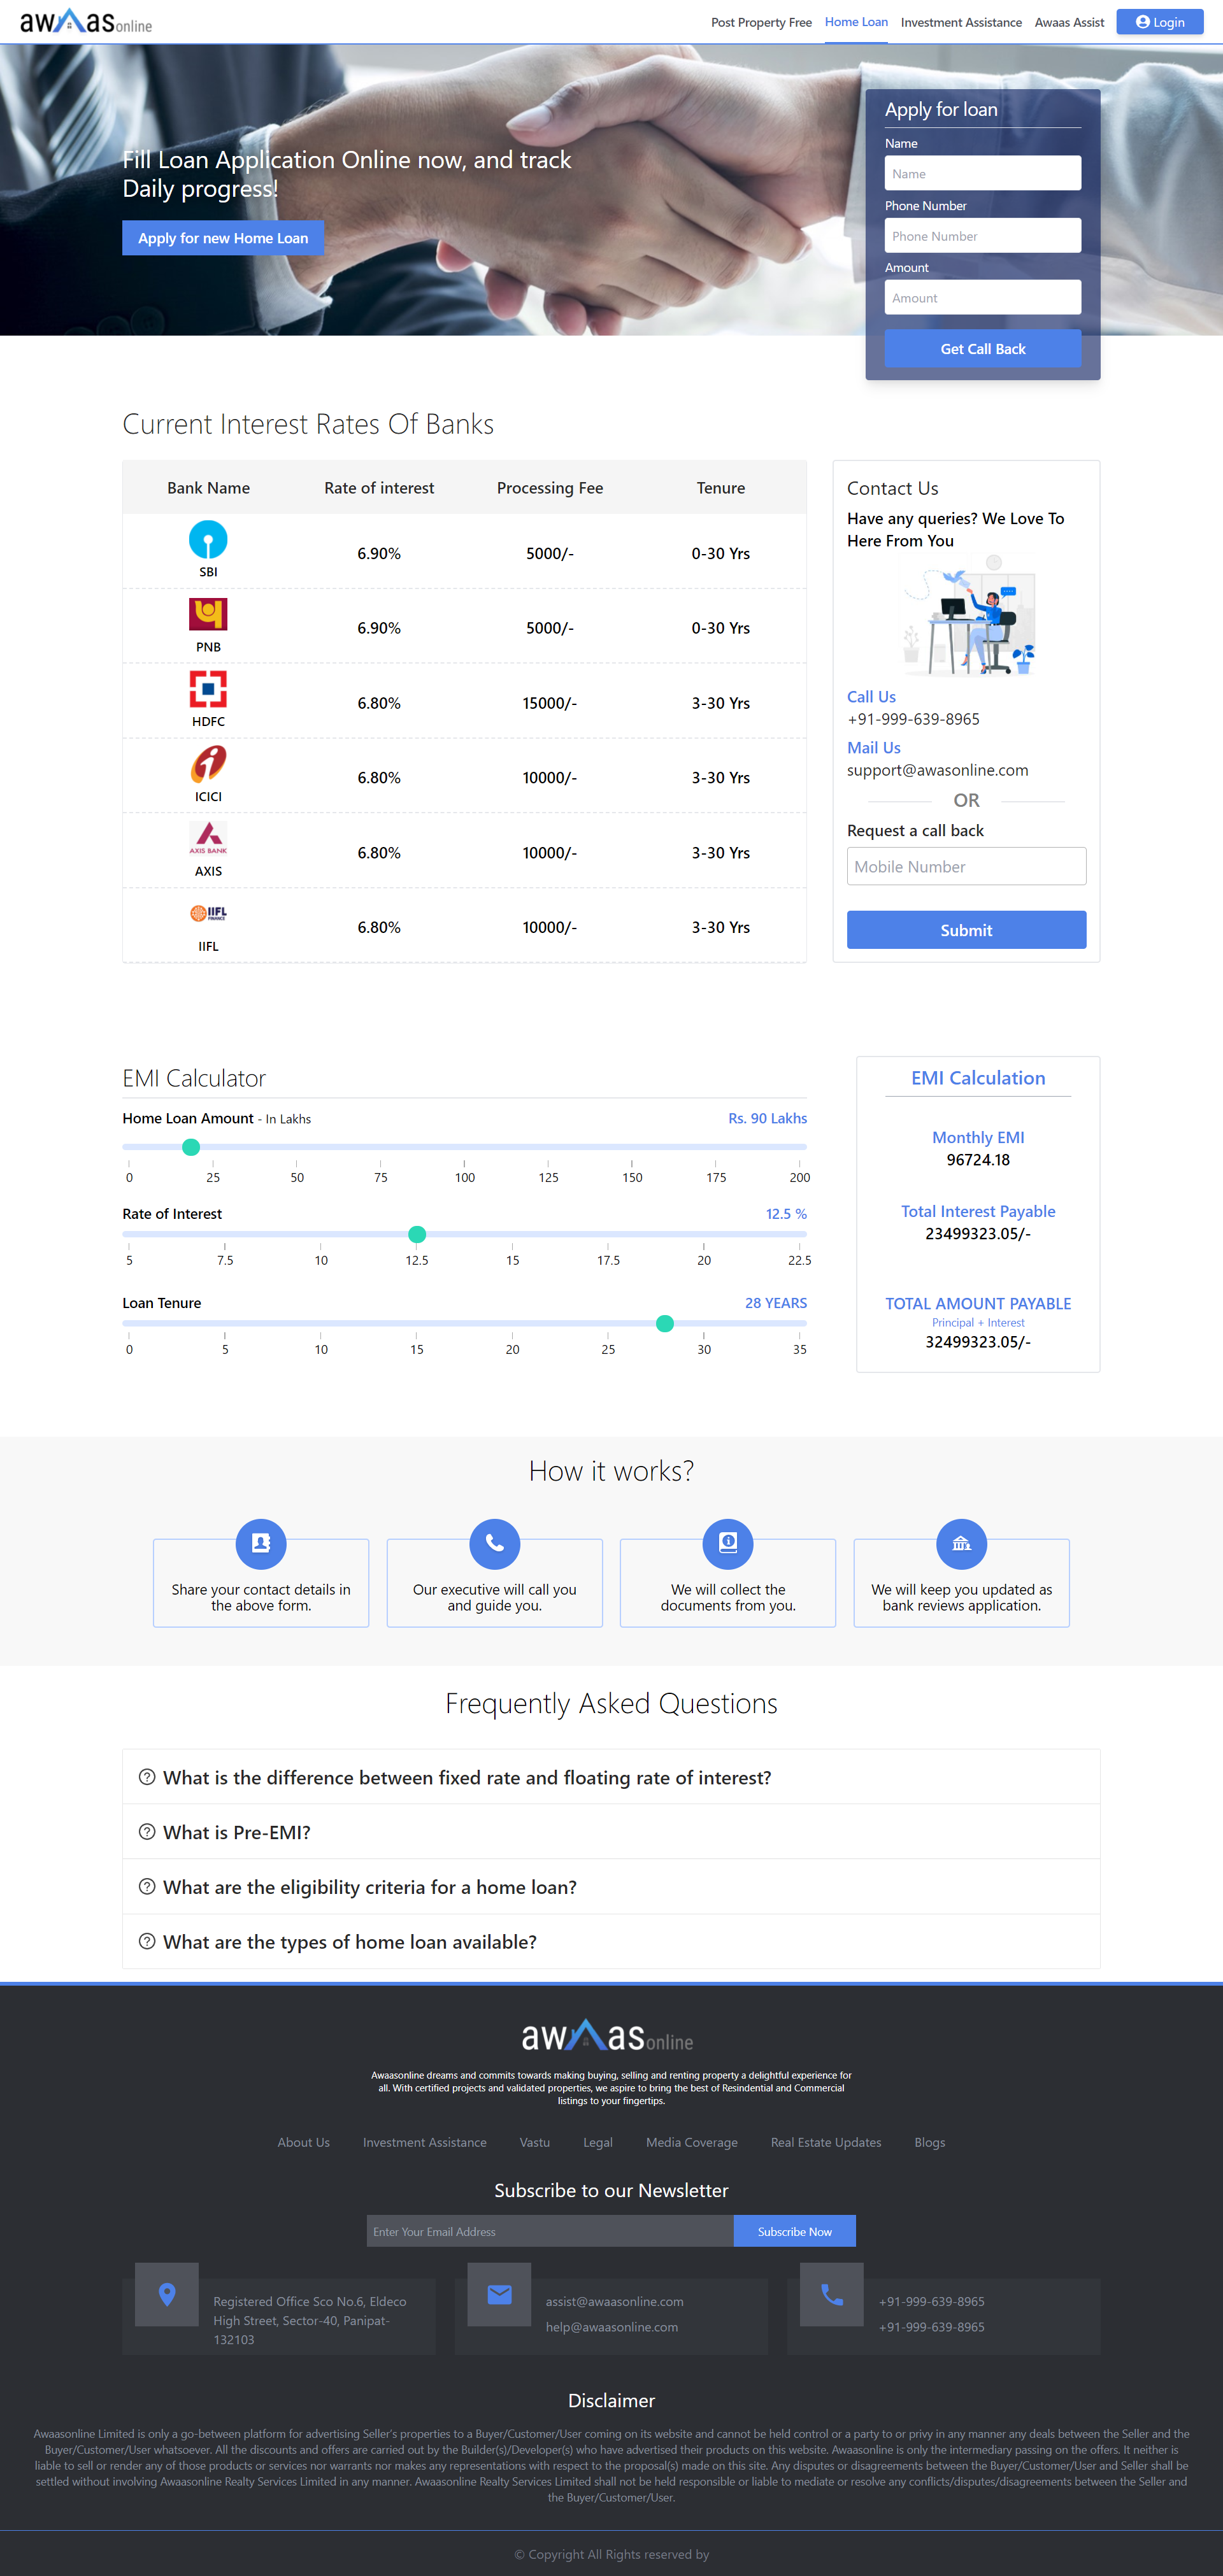 awaasonline
Post Property Free
Home Loan
Investment Assistance
Awaas Assist
Login
Fill Loan Application Online now, and track
Daily progress!
Apply for new Home Loan
Apply for loan
Name
Name
Phone Number
Phone Number
Amount
Amount
Get Call Back
Current Interest Rates Of Banks
Bank Name Rate of interest Processing Fee Tenure
SBI 6.90% 5000/- 0-30 Yrs
PNB 6.90% 5000/- 0-30 Yrs
HDFC 6.80% 15000/- 3-30 Yrs
ICICI 6.80% 10000/- 3-30 Yrs
AXIS BANK
AXIS 6.80% 10000/- 3-30 Yrs
IIFL
FINANCE
IIFL 6.80% 10000/- 3-30 Yrs
Contact Us
Have any queries? We Love To
Here From You
Call Us
+91-999-639-8965
Mail Us
support@awasonline.com
OR
Request a call back
Mobile Number
Submit
EMI Calculator
Home Loan Amount - In Lakhs Rs. 90 Lakhs
0 25 50 75 100 125 150 175 200
Rate of Interest 12.5 %
5 7.5 10 12.5 15 17.5 20 22.5
Loan Tenure 28 YEARS
0 5 10 15 20 25 30 35
EMI Calculation
Monthly EMI
96724.18
Total Interest Payable
23499323.05/-
TOTAL AMOUNT PAYABLE
Principal + Interest
32499323.05/-
How it works?
Share your contact details in
the above form.
Our executive will call you
and guide you.
We will collect the
documents from you.
We will keep you updated as
bank reviews application.
Frequently Asked Questions
What is the difference between fixed rate and floating rate of interest?
What is Pre-EMI?
What are the eligibility criteria for a home loan?
What are the types of home loan available?
awaasonline
Awaasonline dreams and commits towards making buying, selling and renting property a delightful experience for
all. With certified projects and validated properties, we aspire to bring the best of Resindential and Commercial
listings to your fingertips.
About Us Investment Assistance Vastu Legal Media Coverage Real Estate Updates Blogs
Subscribe to our Newsletter
Enter Your Email Address Subscribe Now
Registered Office Sco No.6, Eldeco
High Street, Sector-40, Panipat-
132103
assist@awaasonline.com
help@awaasonline.com
+91-999-639-8965
+91-999-639-8965
Disclaimer
Awaasonline Limited is only a go-between platform for advertising Seller's properties to a Buyer/Customer/User coming on its website and cannot be held control or a party to or privy in any manner any deals between the Seller and the
Buyer/Customer/User whatsoever. All the discounts and offers are carried out by the Builder(s)/Developer(s) who have advertised their products on this website. Awaasonline is only the intermediary passing on the offers. It neither is
liable to sell or render any of those products or services nor warrants nor makes any representations with respect to the proposal(s) made on this site. Any disputes or disagreements between the Buyer/Customer/User and Seller shall be
settled without involving Awaasonline Realty Services Limited in any manner. Awaasonline Realty Services Limited shall not be held responsible or liable to mediate or resolve any conflicts/disputes/disagreements between the Seller and
the Buyer/Customer/User.
© Copyright All Rights reserved by